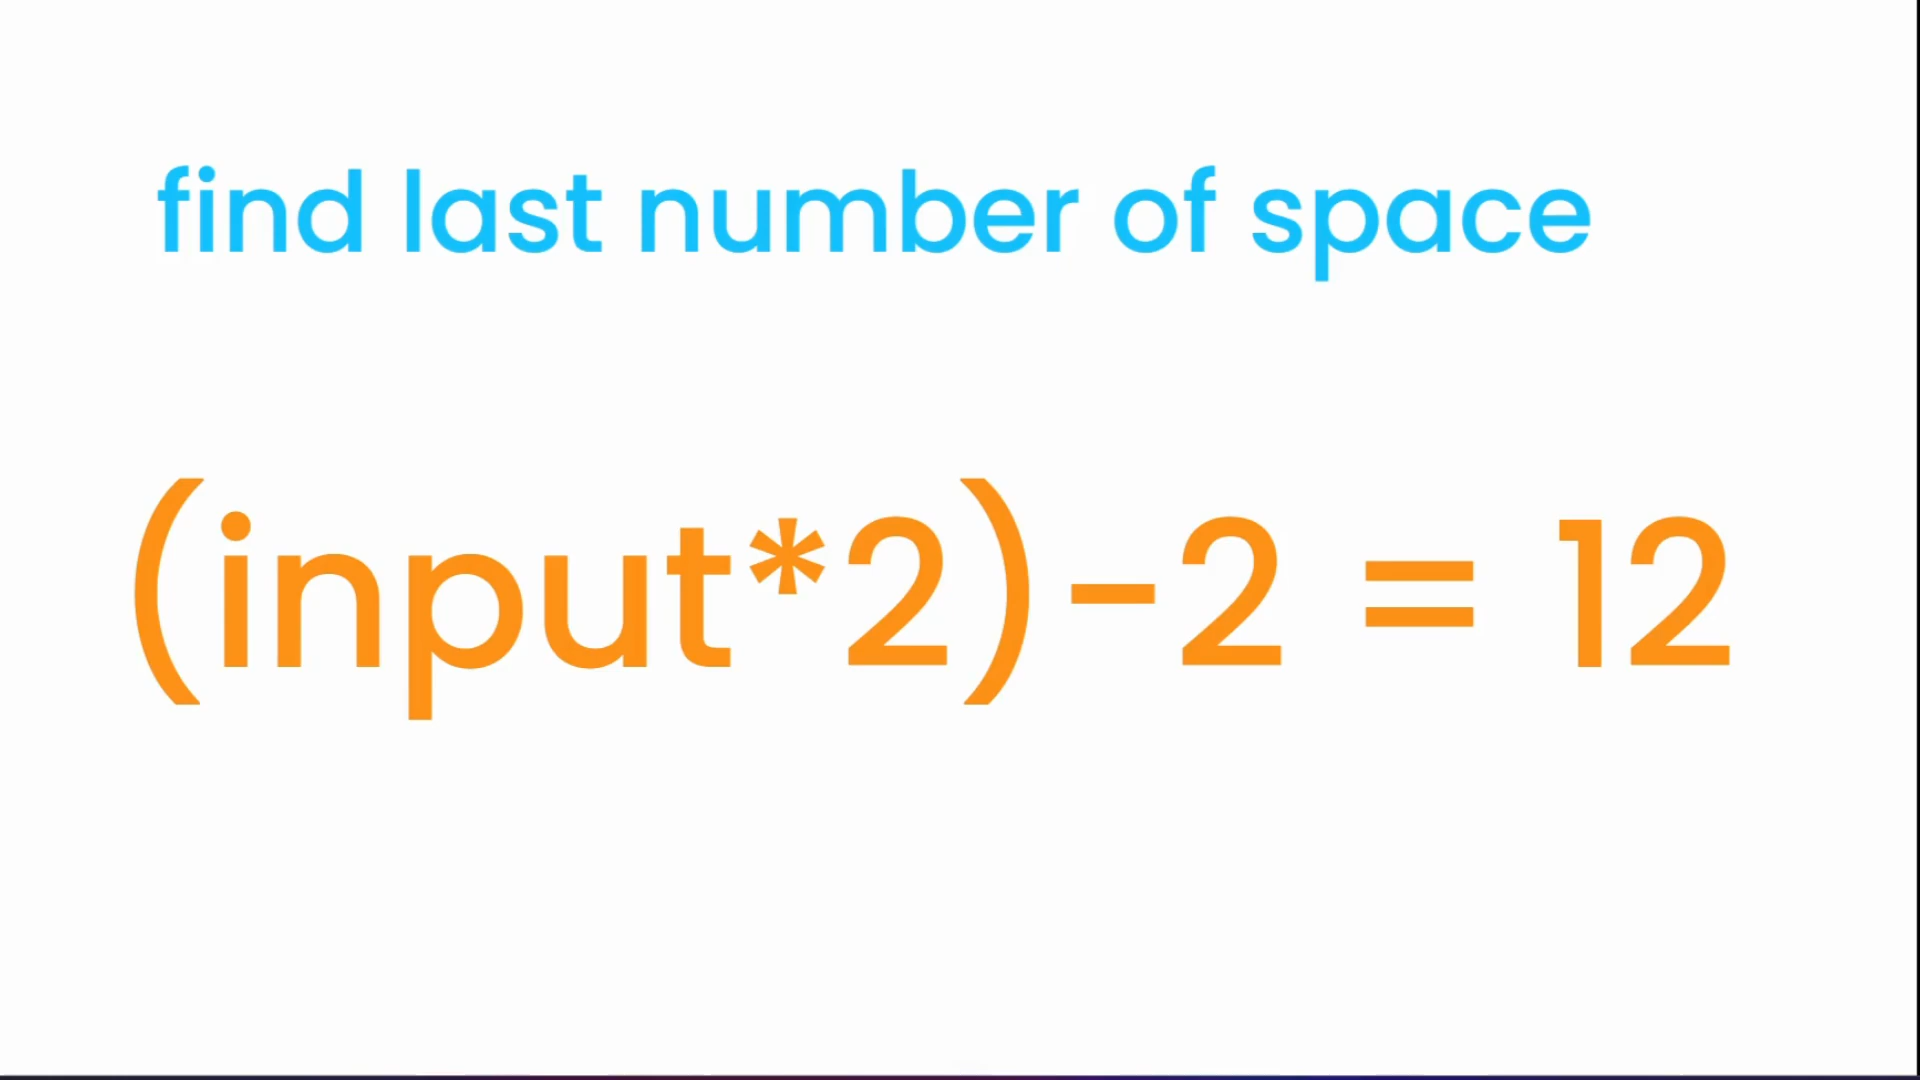 find last number of space
(input*2)-2 = 12